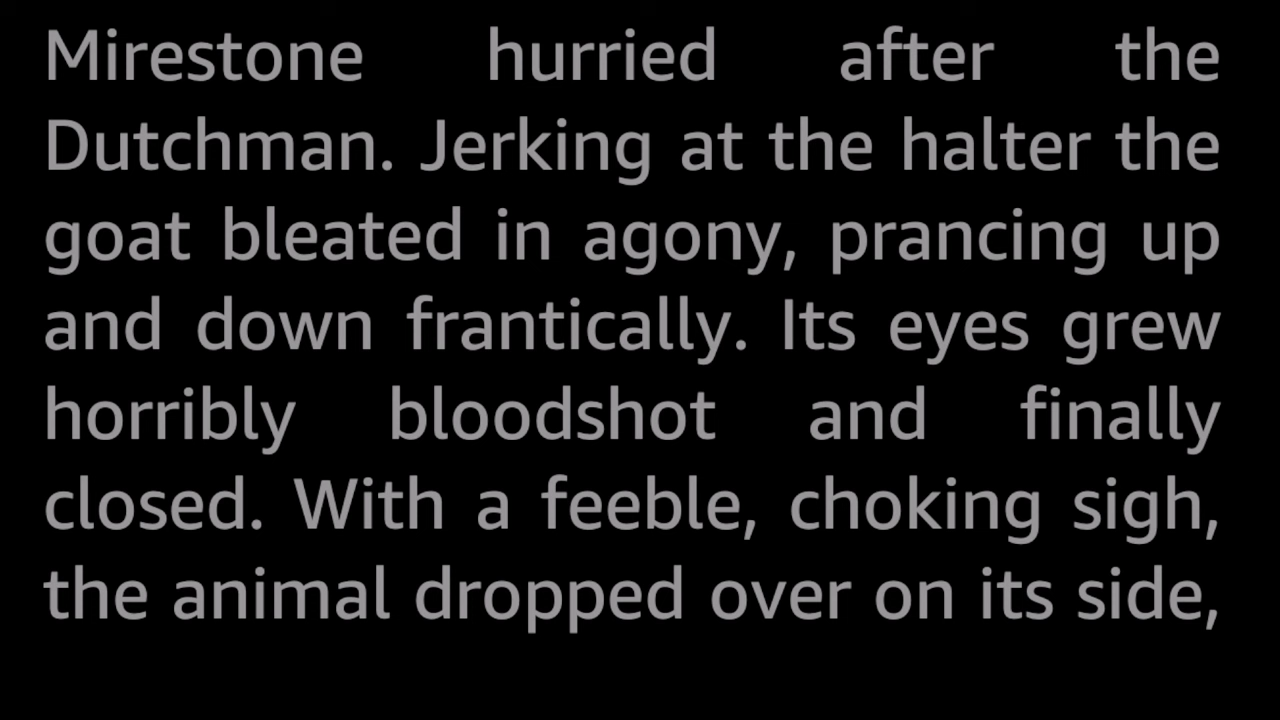 Mirestone hurried after the
Dutchman. Jerking at the halter the
goat bleated in agony, prancing up
and down frantically. Its eyes grew
horribly bloodshot and finally
closed. With a feeble, choking sigh,
the animal dropped over on its side,